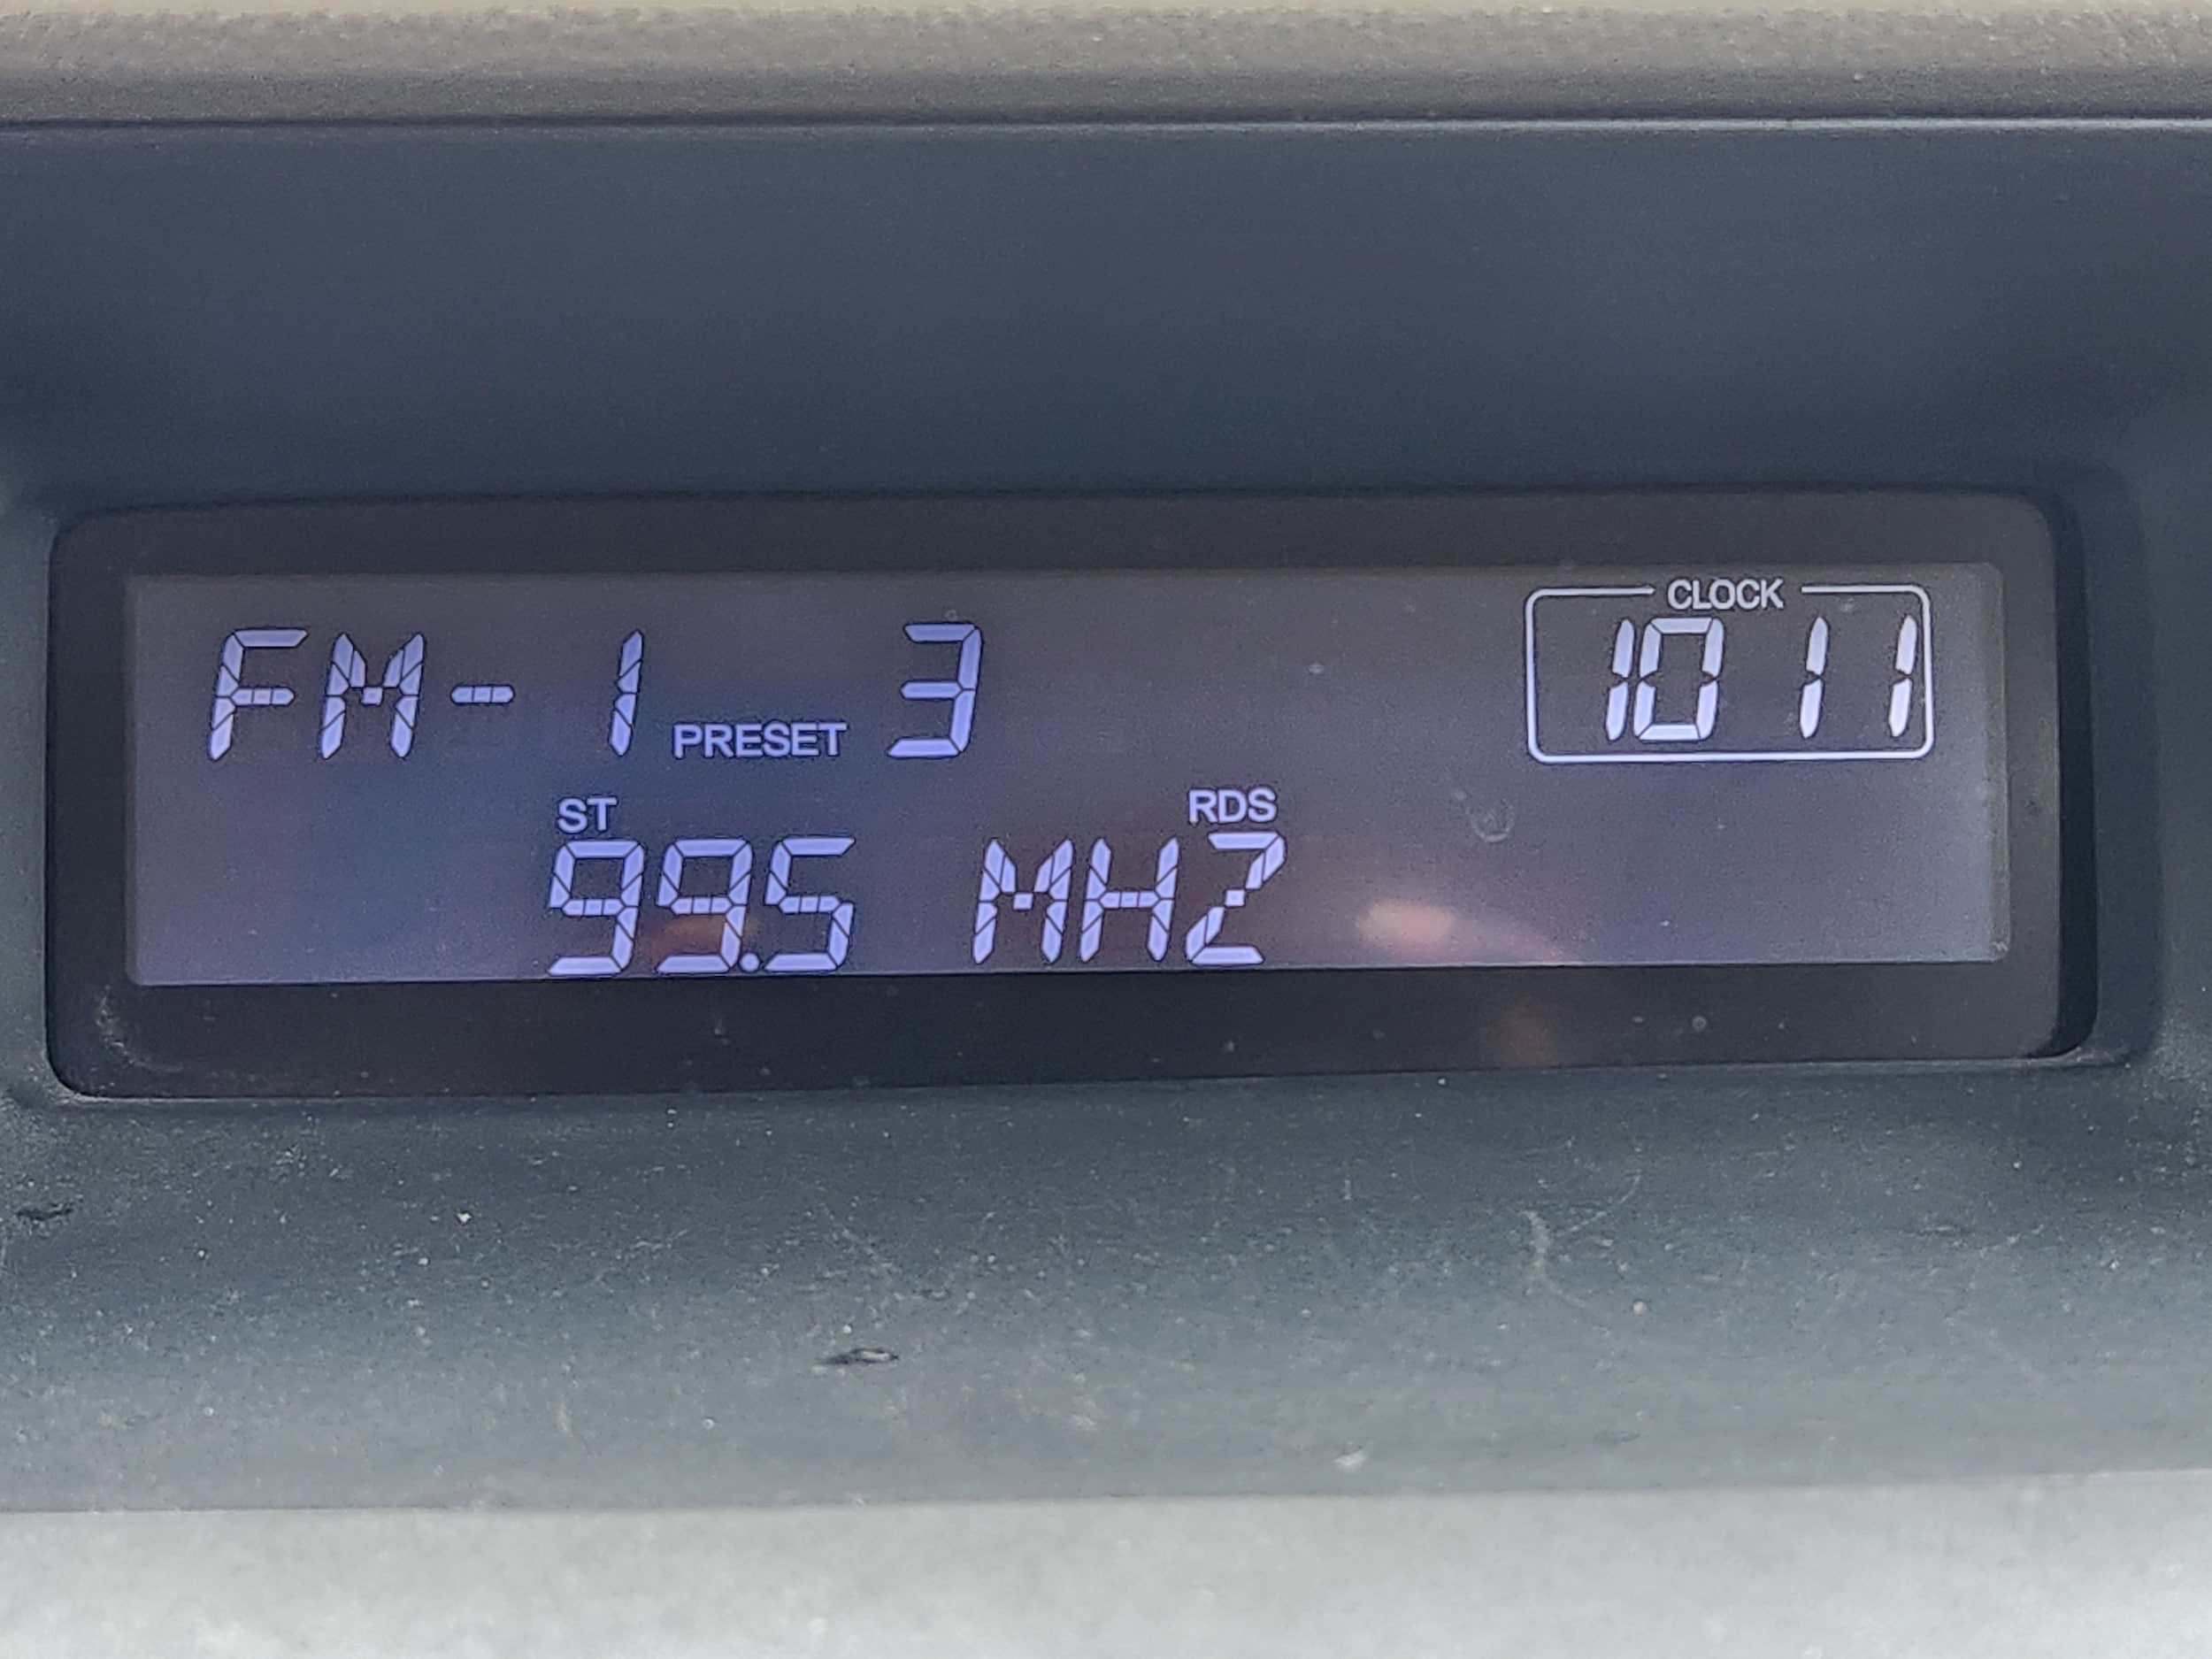 CLOCK
FM-1 PRESET 3 10 11
ST RDS
99.5 MHZ